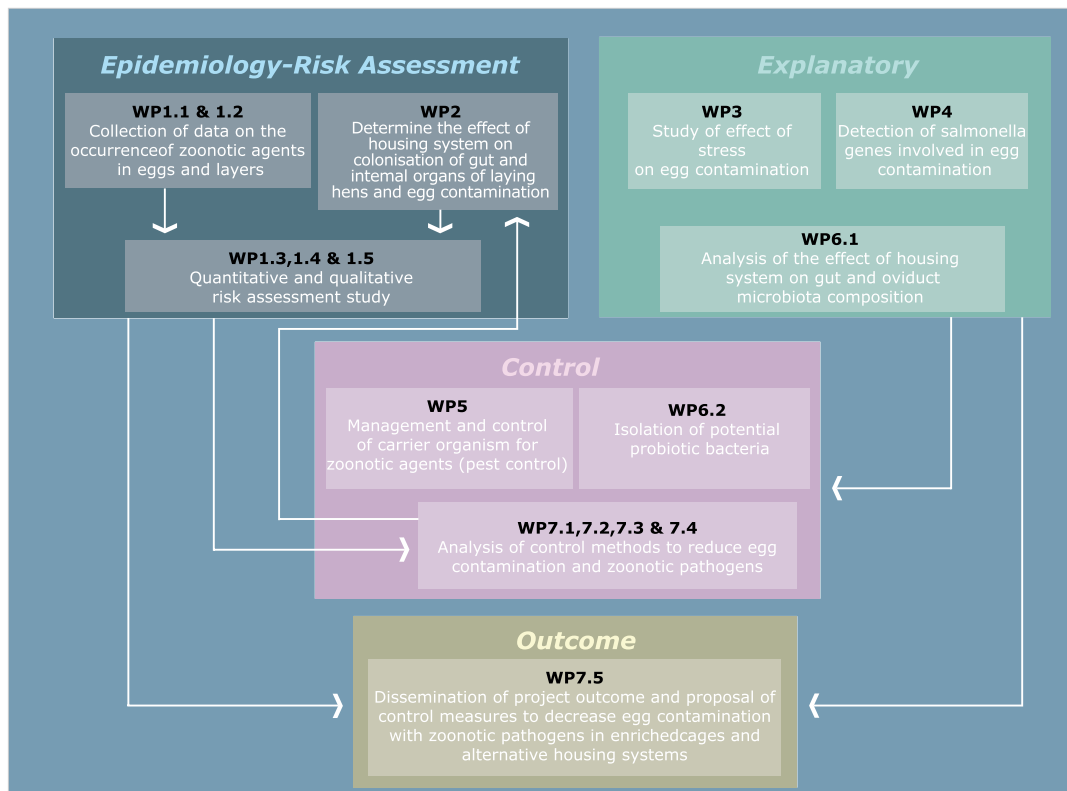 Epidemiology-Risk Assessment
WP1.1 & 1.2
Collection of data on the
occurrenceof zoonotic agents
in eggs and layers
WP2
Determine the effect of
housing system on
colonisation of gut and
internal organs of laying
hens and egg contamination
WP1.3,1.4 & 1.5
Quantitative and qualitative
risk assessment study
Explanatory
WP3
Study of effect of
stress
on egg contamination
WP4
Detection of salmonella
genes involved in egg
contamination
WP6.1
Analysis of the effect of housing
system on gut and oviduct
microbiota composition
Control
WP5
Management and control
of carrier organism for
zoonotic agents (pest control)
WP6.2
Isolation of potential
probiotic bacteria
WP7.1,7.2,7.3 & 7.4
Analysis of control methods to reduce egg
contamination and zoonotic pathogens
Outcome
WP7.5
Dissemination of project outcome and proposal of
control measures to decrease egg contamination
with zoonotic pathogens in enrichedcages and
alternative housing systems